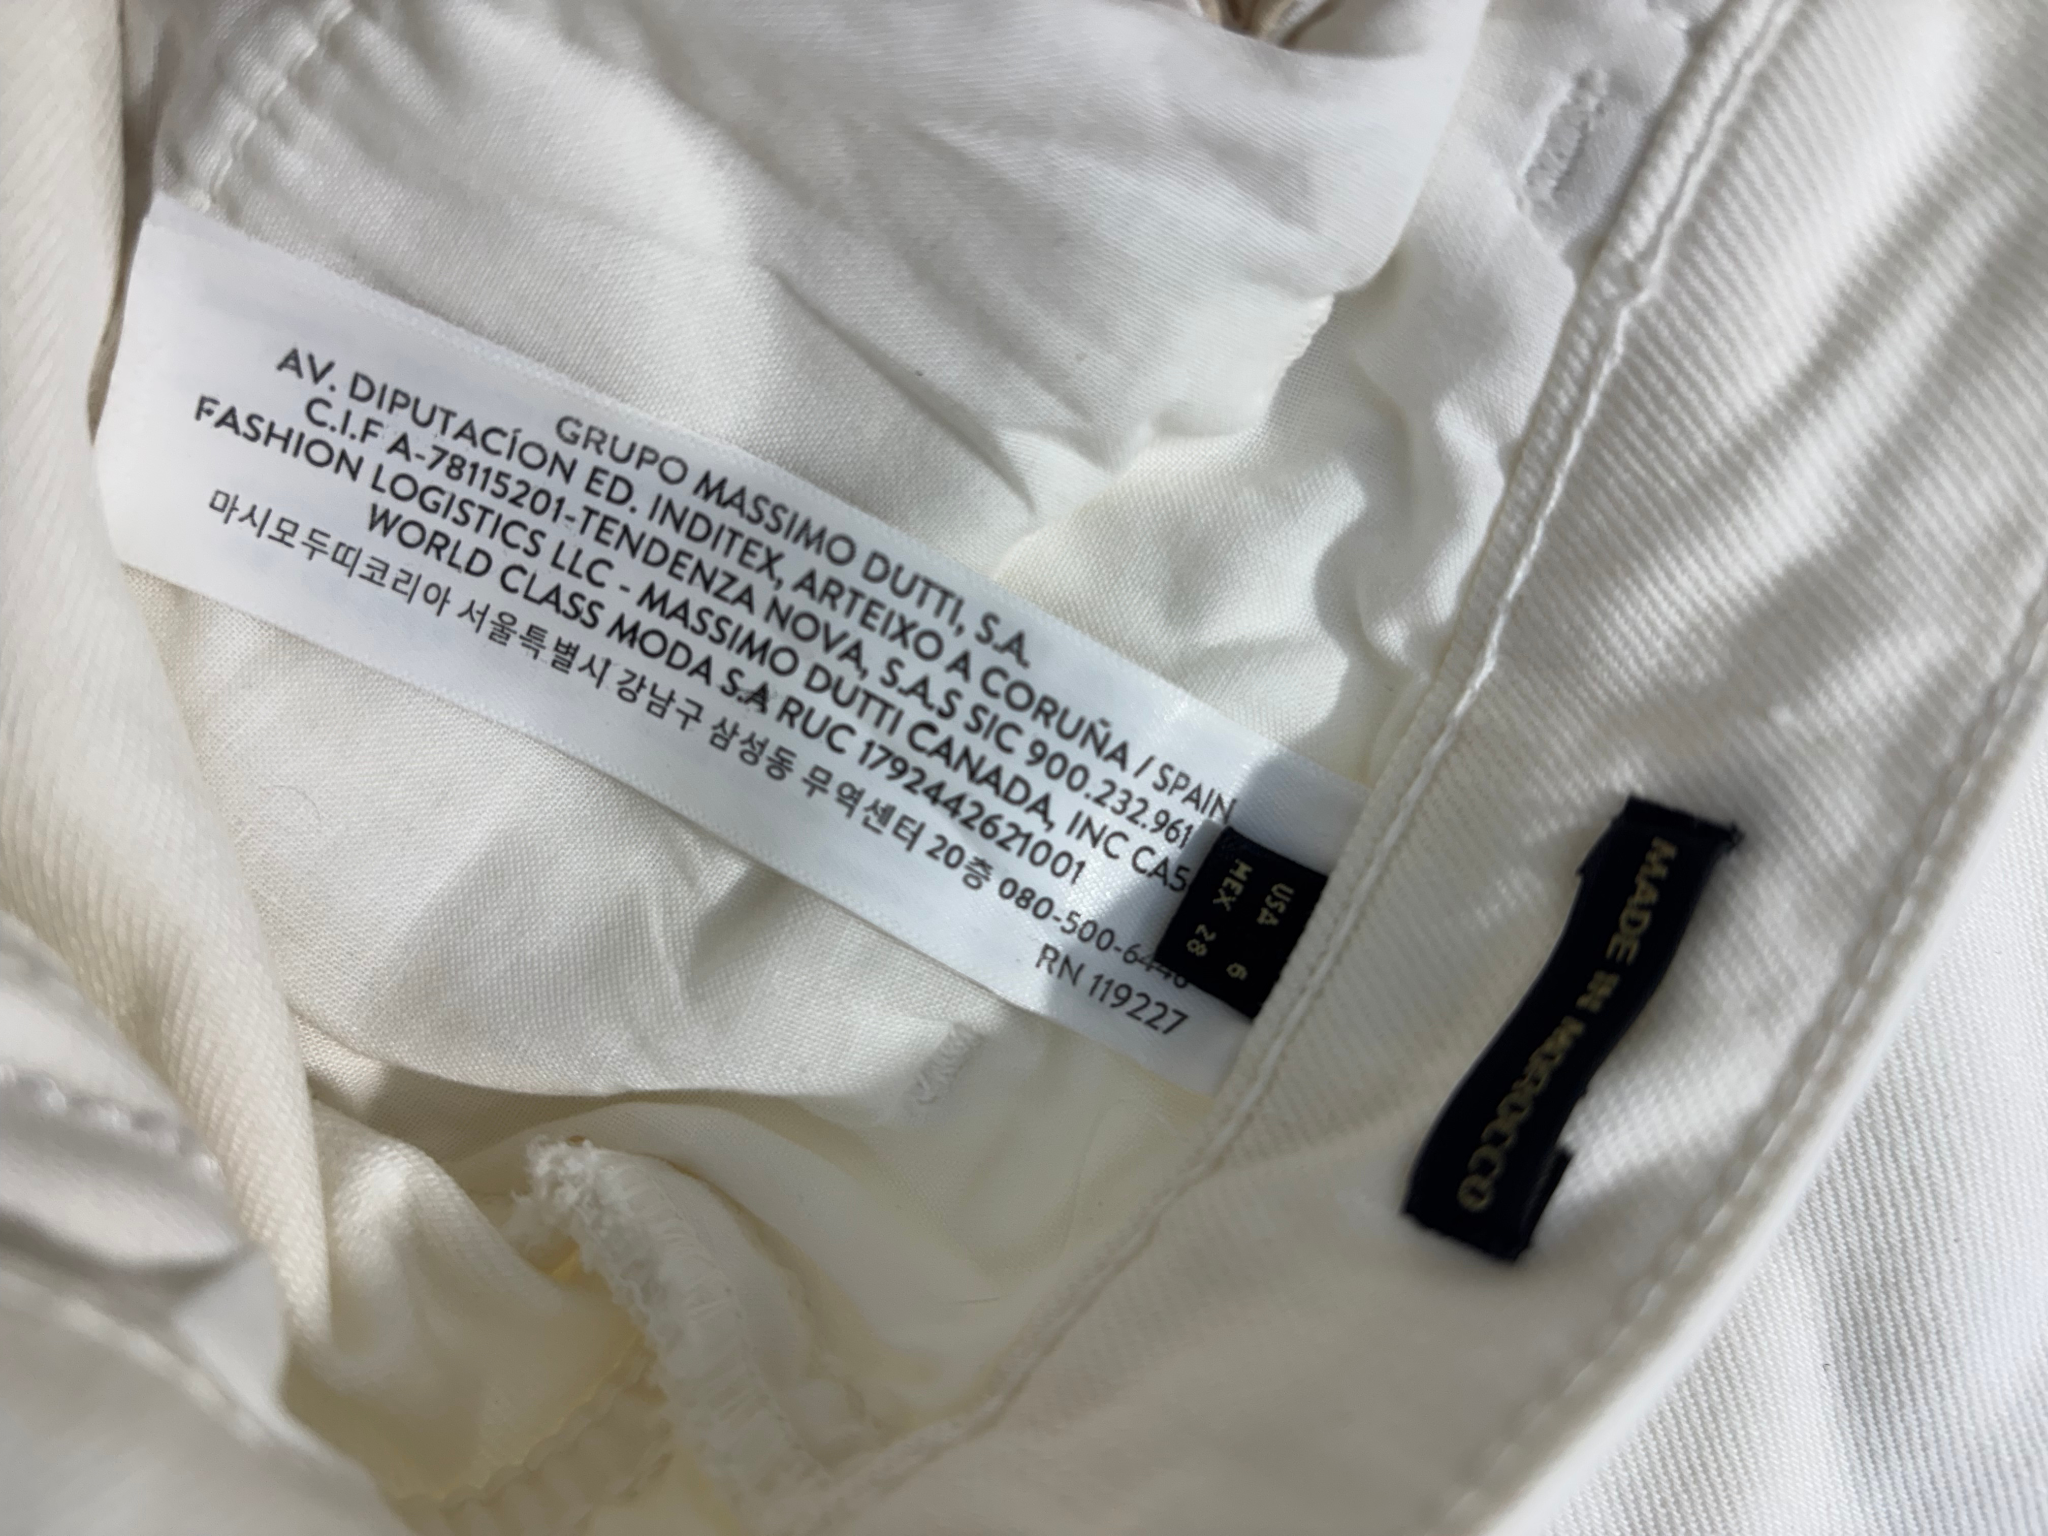 GRUPO MASSIMO DUTTI, S.A.
AV. DIPUTACÍON ED. INDITEX, ARTEIXO A CORUÑA / SPAIN
C.I.F A-78115201-TENDENZA NOVA, S.A.S SIC 900.232.961
FASHION LOGISTICS LLC - MASSIMO DUTTI CANADA, INC CA5
WORLD CLASS MODA S.A RUC 1792442621001
마시모두띠코리아 서울특별시 강남구 삼성동 무역센터 20층 080-500-6446
RN 119227
USA 6
MEX 28
MADE IN MOROCCO